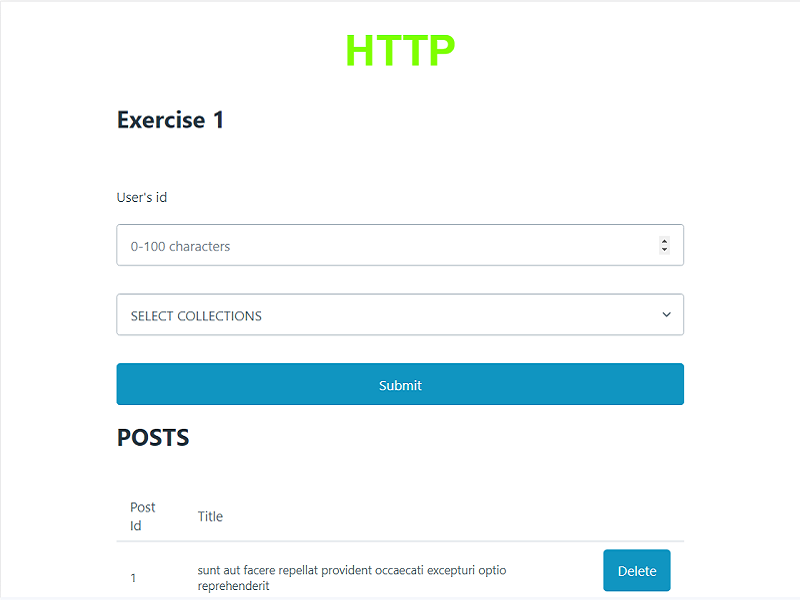 HTTP
Exercise 1
User's id
0-100 characters
SELECT COLLECTIONS
Submit
POSTS
Post
Id
Title
1
sunt aut facere repellat provident occaecati excepturi optio
reprehenderit
Delete